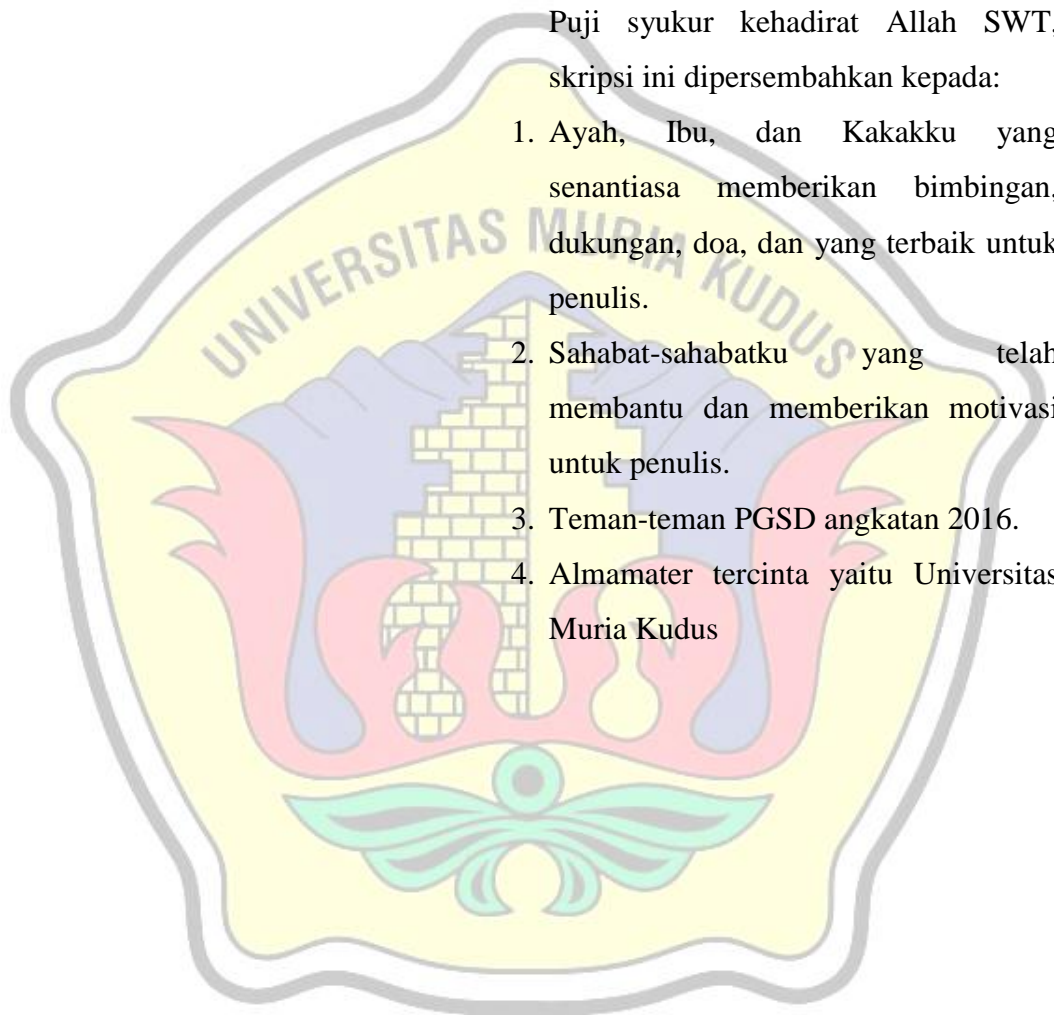 Puji syukur kehadirat Allah SWT,
skripsi ini dipersembahkan kepada:
1. Ayah, Ibu, dan Kakakku yang
senantiasa memberikan bimbingan,
dukungan, doa, dan yang terbaik untuk
penulis.
2. Sahabat-sahabatku yang telah
membantu dan memberikan motivasi
untuk penulis.
3. Teman-teman PGSD angkatan 2016.
4. Almamater tercinta yaitu Universitas
Muria Kudus
UNIVERSITAS MURIA KUDUS